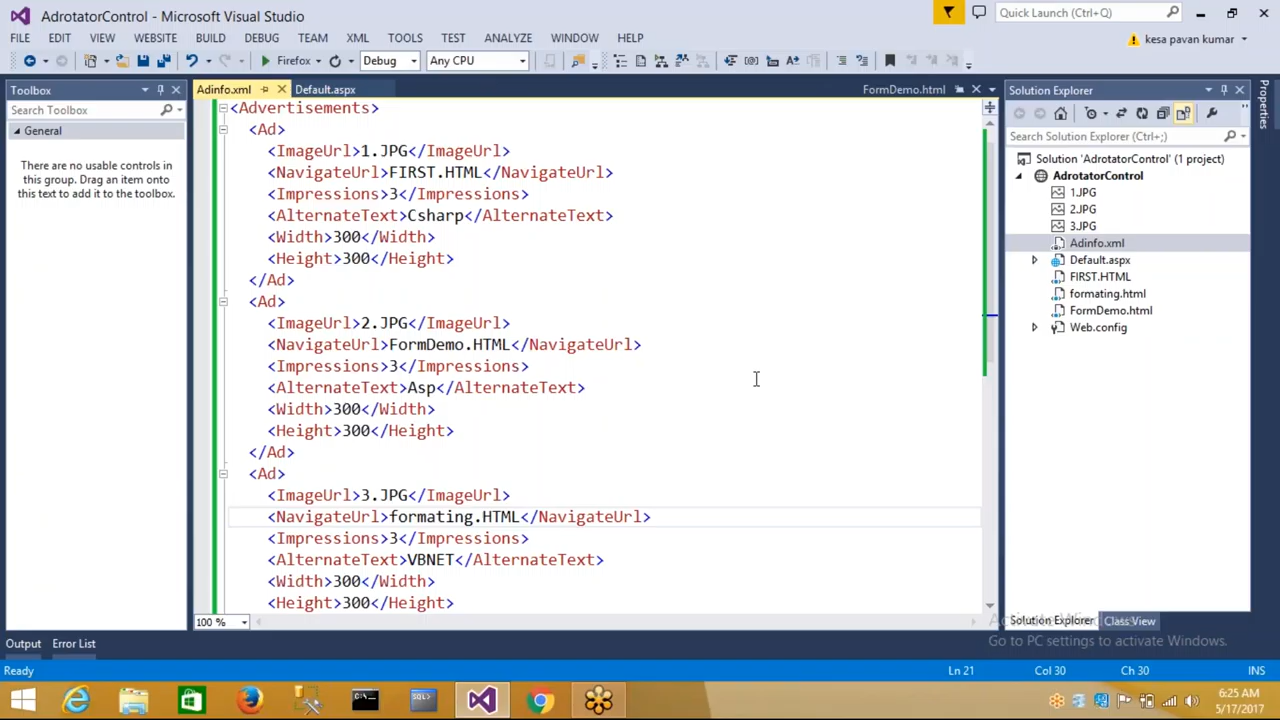 AdrotatorControl - Microsoft Visual Studio
Quick Launch (Ctrl+Q)
FILE EDIT VIEW WEBSITE BUILD DEBUG TEAM XML TOOLS TEST ANALYZE WINDOW HELP
kesa pavan kumar
Firefox Debug Any CPU
Toolbox
Search Toolbox
General
There are no usable controls in
this group. Drag an item onto
this text to add it to the toolbox.
Adinfo.xml Default.aspx FormDemo.html
<Advertisements>
<Ad>
<ImageUrl>1.JPG</ImageUrl>
<NavigateUrl>FIRST.HTML</NavigateUrl>
<Impressions>3</Impressions>
<AlternateText>Csharp</AlternateText>
<Width>300</Width>
<Height>300</Height>
</Ad>
<Ad>
<ImageUrl>2.JPG</ImageUrl>
<NavigateUrl>FormDemo.HTML</NavigateUrl>
<Impressions>3</Impressions>
<AlternateText>Asp</AlternateText>
<Width>300</Width>
<Height>300</Height>
</Ad>
<Ad>
<ImageUrl>3.JPG</ImageUrl>
<NavigateUrl>formating.HTML</NavigateUrl>
<Impressions>3</Impressions>
<AlternateText>VBNET</AlternateText>
<Width>300</Width>
<Height>300</Height>
100 %
Solution Explorer
Search Solution Explorer (Ctrl+;)
Solution 'AdrotatorControl' (1 project)
AdrotatorControl
1.JPG
2.JPG
3.JPG
Adinfo.xml
Default.aspx
FIRST.HTML
formating.html
FormDemo.html
Web.config
Solution Explorer Class View
Properties
Activate Windows
Go to PC settings to activate Windows.
Output Error List
Ready Ln 21 Col 30 Ch 30 INS
SQL
6:25 AM
5/17/2017